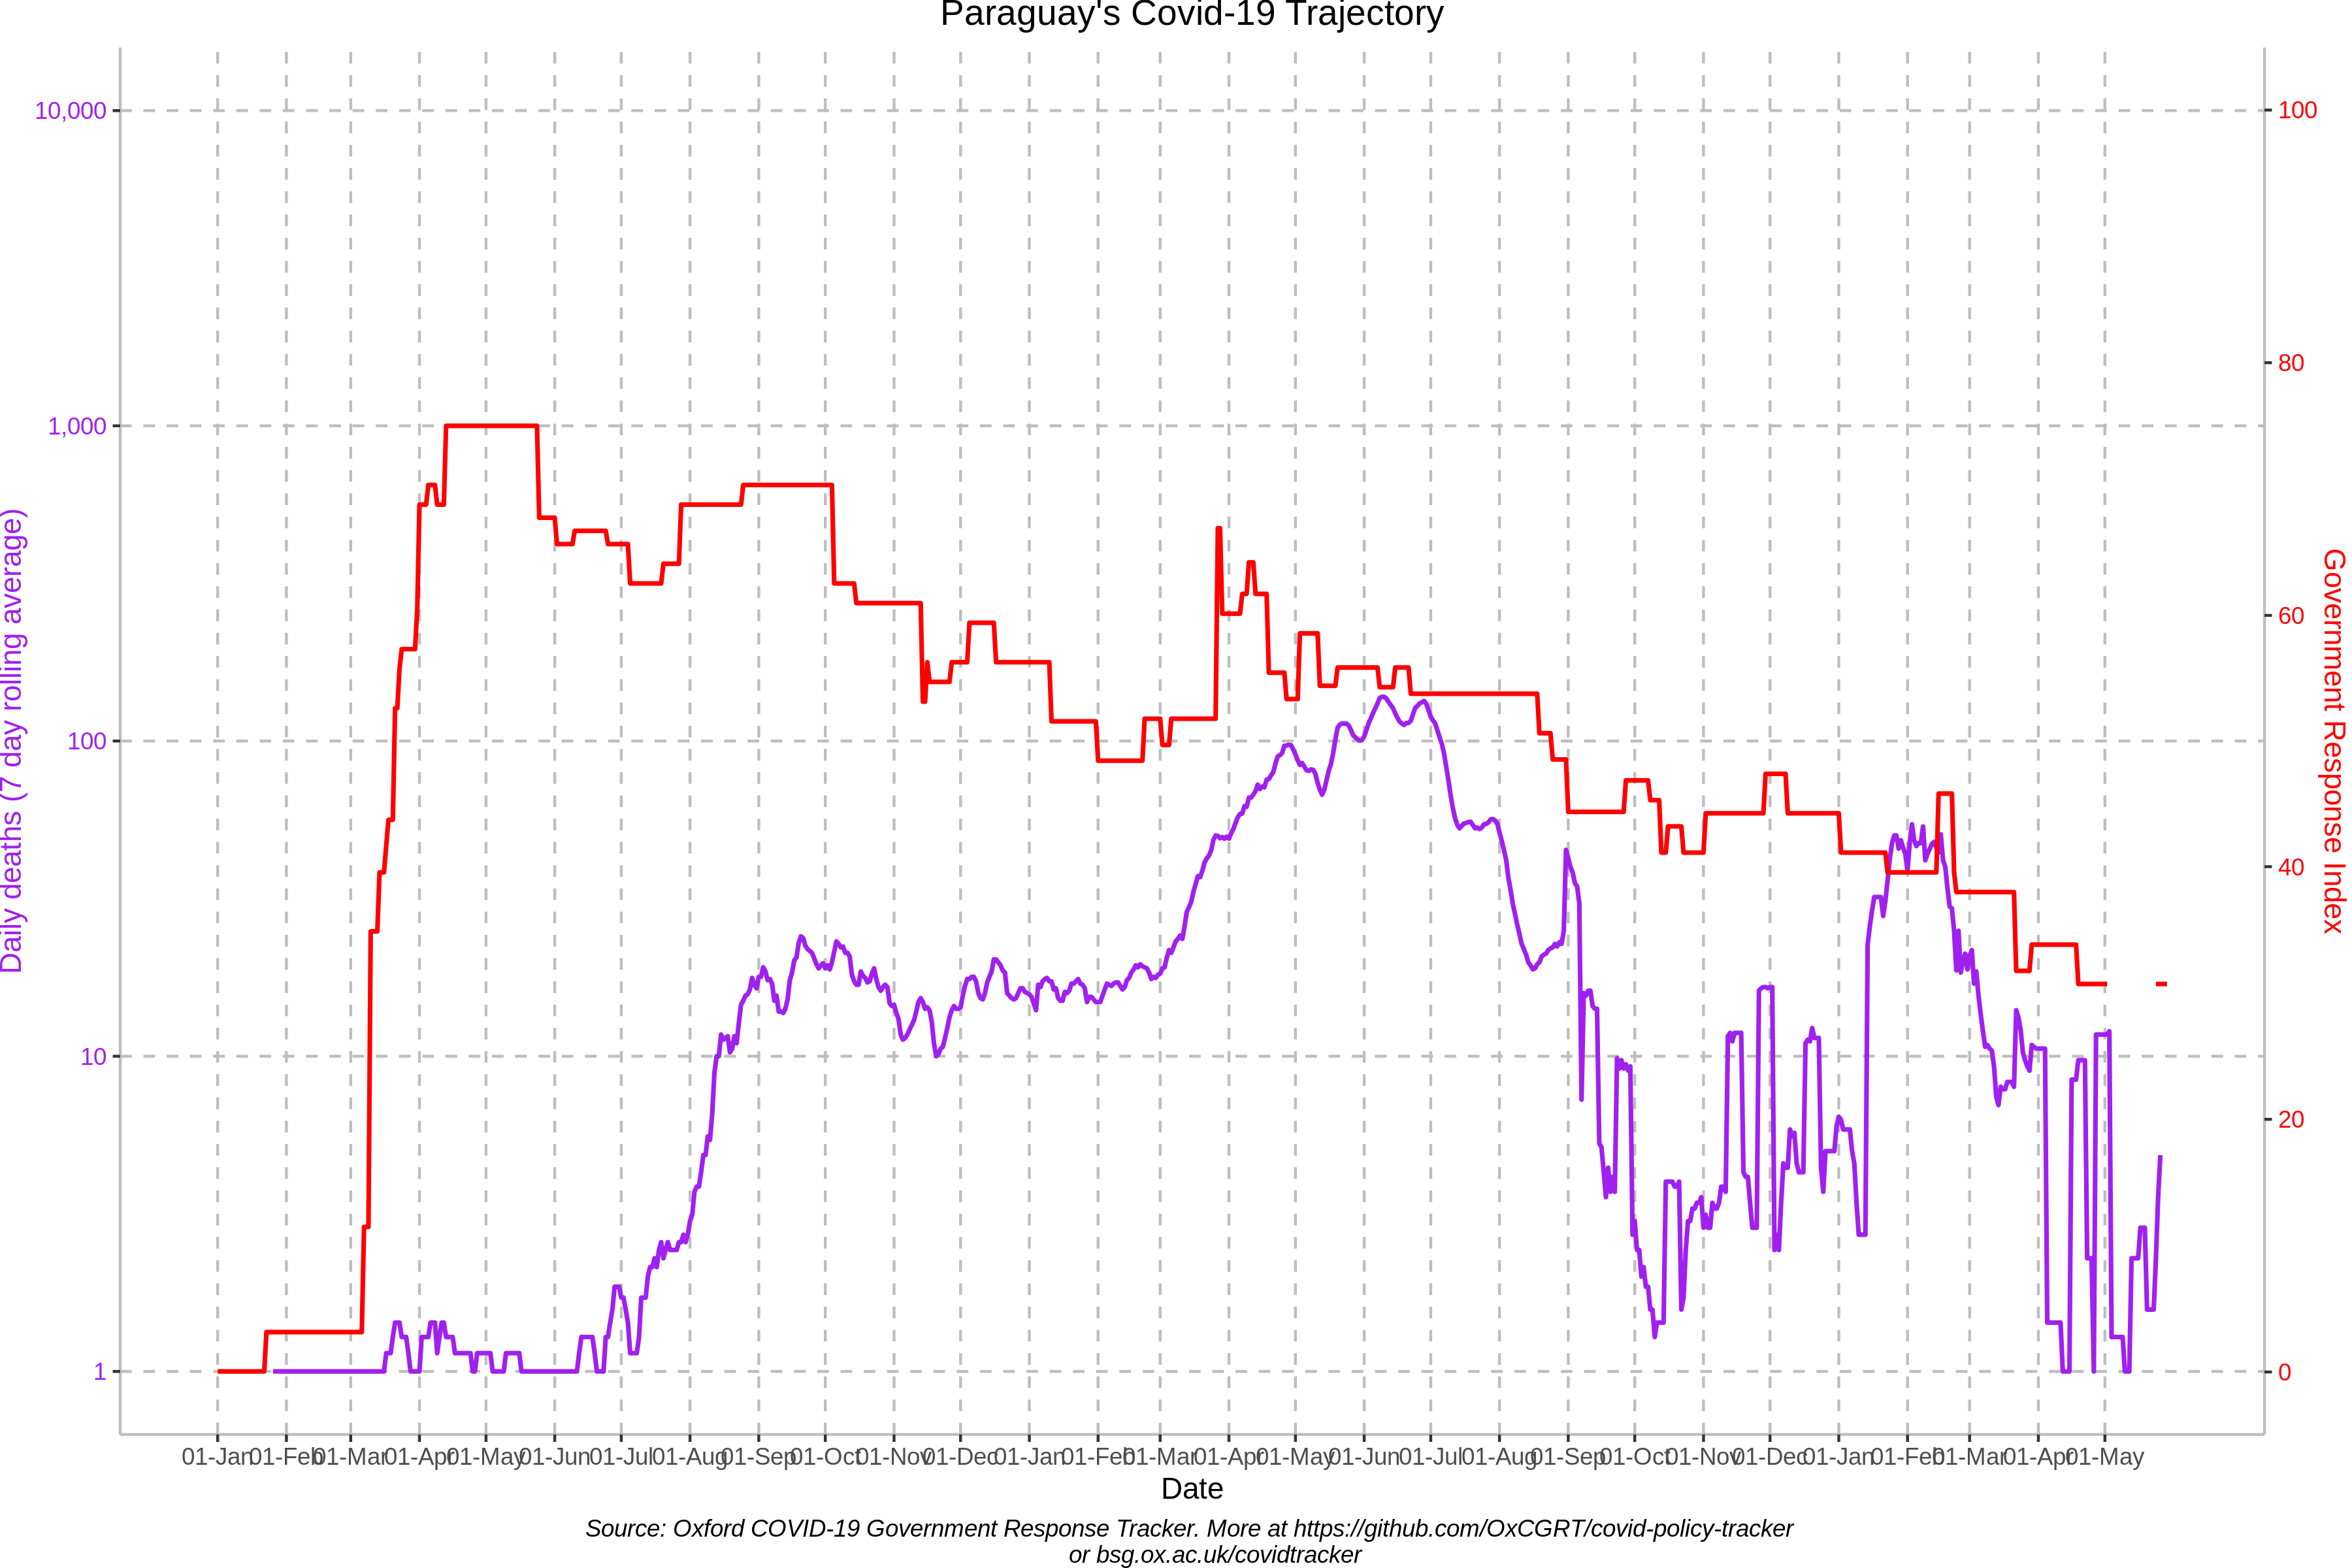 Paraguay's Covid-19 Trajectory
10,000
1,000
100
10
1
Daily deaths (7 day rolling average)
100
80
60
40
20
0
Government Response Index
01-Jan
01-Feb
01-Mar
01-Apr
01-May
01-Jun
01-Jul
01-Aug
01-Sep
01-Oct
01-Nov
01-Dec
01-Jan
01-Feb
01-Mar
01-Apr
01-May
01-Jun
01-Jul
01-Aug
01-Sep
01-Oct
01-Nov
01-Dec
01-Jan
01-Feb
01-Mar
01-Apr
01-May
Date
Source: Oxford COVID-19 Government Response Tracker. More at https://github.com/OxCGRT/covid-policy-tracker
or bsg.ox.ac.uk/covidtracker